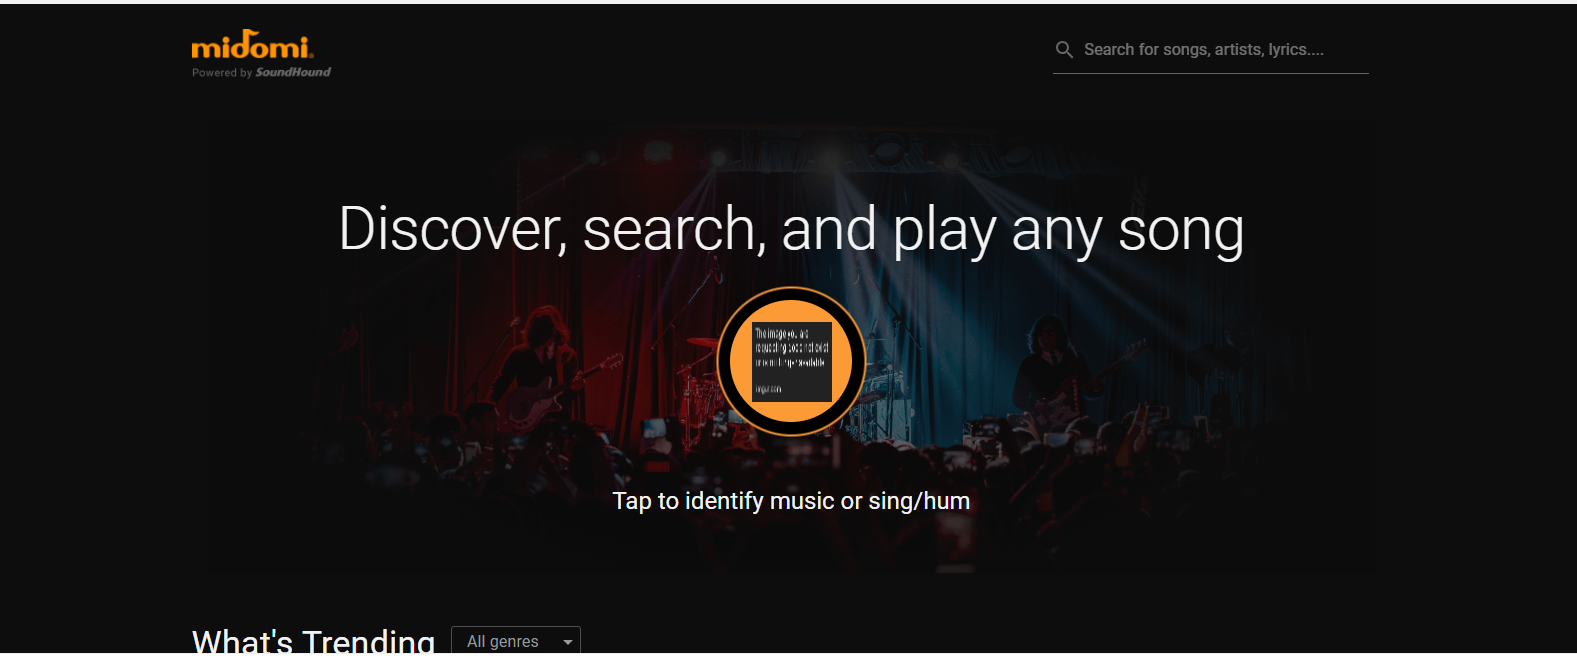 midomi.
Powered by SoundHound
Search for songs, artists, lyrics....
Discover, search, and play any song
The image you are
requesting does not exist
or is no longer available
imgur.com
Tap to identify music or sing/hum
What's Trending
All genres